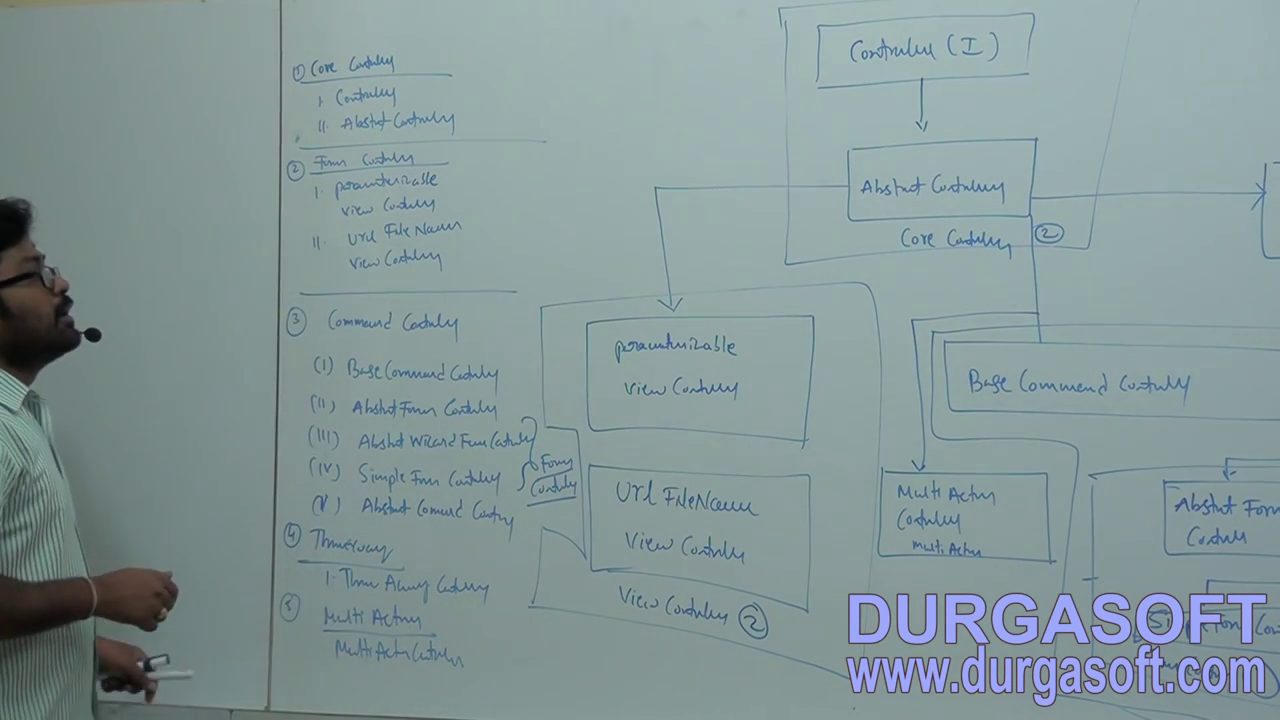 ① Core Controller
I. Controller
II. Abstract Controller
② Form Controller
I. parameterizable
view Controller
II. Url FileName
view Controller
③ Command Controller
(I) Base Command Controller
(II) Abstract Form Controller
(III) Abstract Wizard Form Controller
(IV) Simple Form Controller
(V) Abstract Command Controller
Form
Controller
④ Throwaway
I. Throw Away Controller
⑤ Multi Action
Multi Action Controller
Controller (I)
Abstract Controller
Core Controller ②
parameterizable
view Controller
Url FileName
view Controller
View Controller ②
Base Command Controller
Multi Action
Controller
Multi Action
Abstract Form
Controller
DURGASOFT
www.durgasoft.com